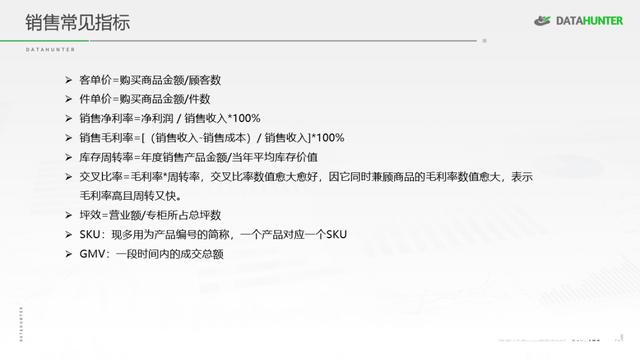 销售常见指标
DATAHUNTER
DATAHUNTER
➢ 客单价=购买商品金额/顾客数
➢ 件单价=购买商品金额/件数
➢ 销售净利率=净利润 / 销售收入*100%
➢ 销售毛利率=[（销售收入-销售成本）/ 销售收入]*100%
➢ 库存周转率=年度销售产品金额/当年平均库存价值
➢ 交叉比率=毛利率*周转率，交叉比率数值愈大愈好，因它同时兼顾商品的毛利率数值愈大，表示
毛利率高且周转又快。
➢ 坪效=营业额/专柜所占总坪数
➢ SKU：现多用为产品编号的简称，一个产品对应一个SKU
➢ GMV：一段时间内的成交总额
DATAHUNTER